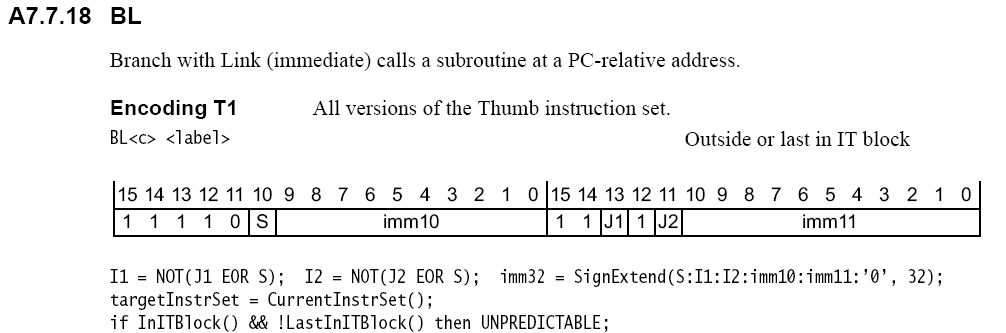 A7.7.18 BL
Branch with Link (immediate) calls a subroutine at a PC-relative address.
Encoding T1 All versions of the Thumb instruction set.
BL<c> <label> Outside or last in IT block
15 14 13 12 11 10 9 8 7 6 5 4 3 2 1 0 15 14 13 12 11 10 9 8 7 6 5 4 3 2 1 0
1 1 1 1 0 S imm10 1 1 J1 1 J2 imm11
I1 = NOT(J1 EOR S); I2 = NOT(J2 EOR S); imm32 = SignExtend(S:I1:I2:imm10:imm11:’0’, 32);
targetInstrSet = CurrentInstrSet();
if InITBlock() && !LastInITBlock() then UNPREDICTABLE;